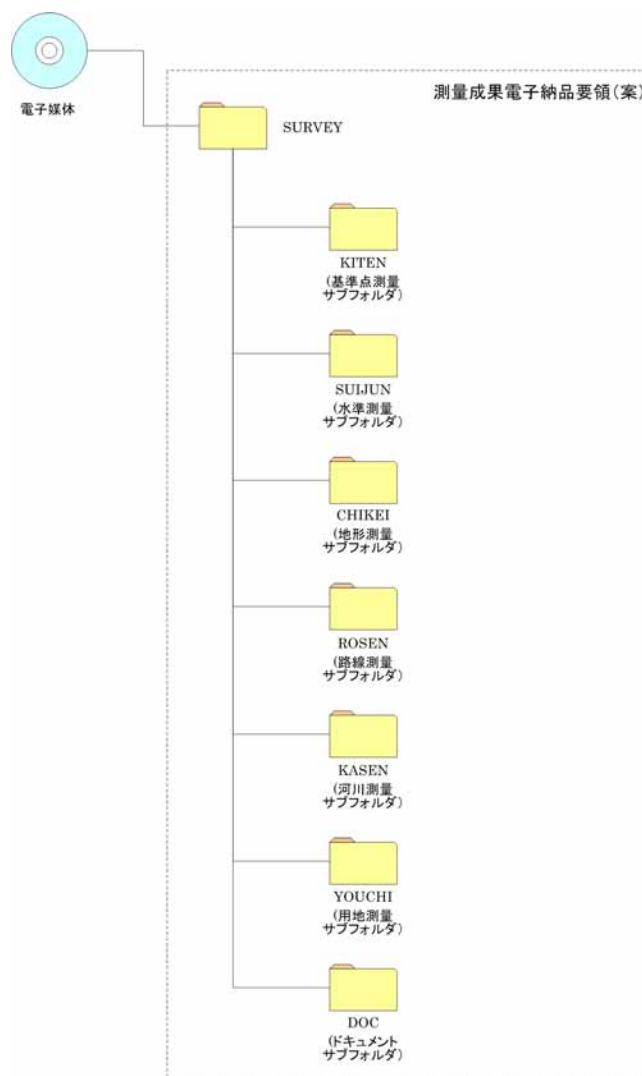 測量成果電子納品要領(案)
電子媒体
SURVEY
KITEN
(基準点測量
サブフォルダ)
SUIJUN
(水準測量
サブフォルダ)
CHIKEI
(地形測量
サブフォルダ)
ROSEN
(路線測量
サブフォルダ)
KASEN
(河川測量
サブフォルダ)
YOUCHI
(用地測量
サブフォルダ)
DOC
(ドキュメント
サブフォルダ)